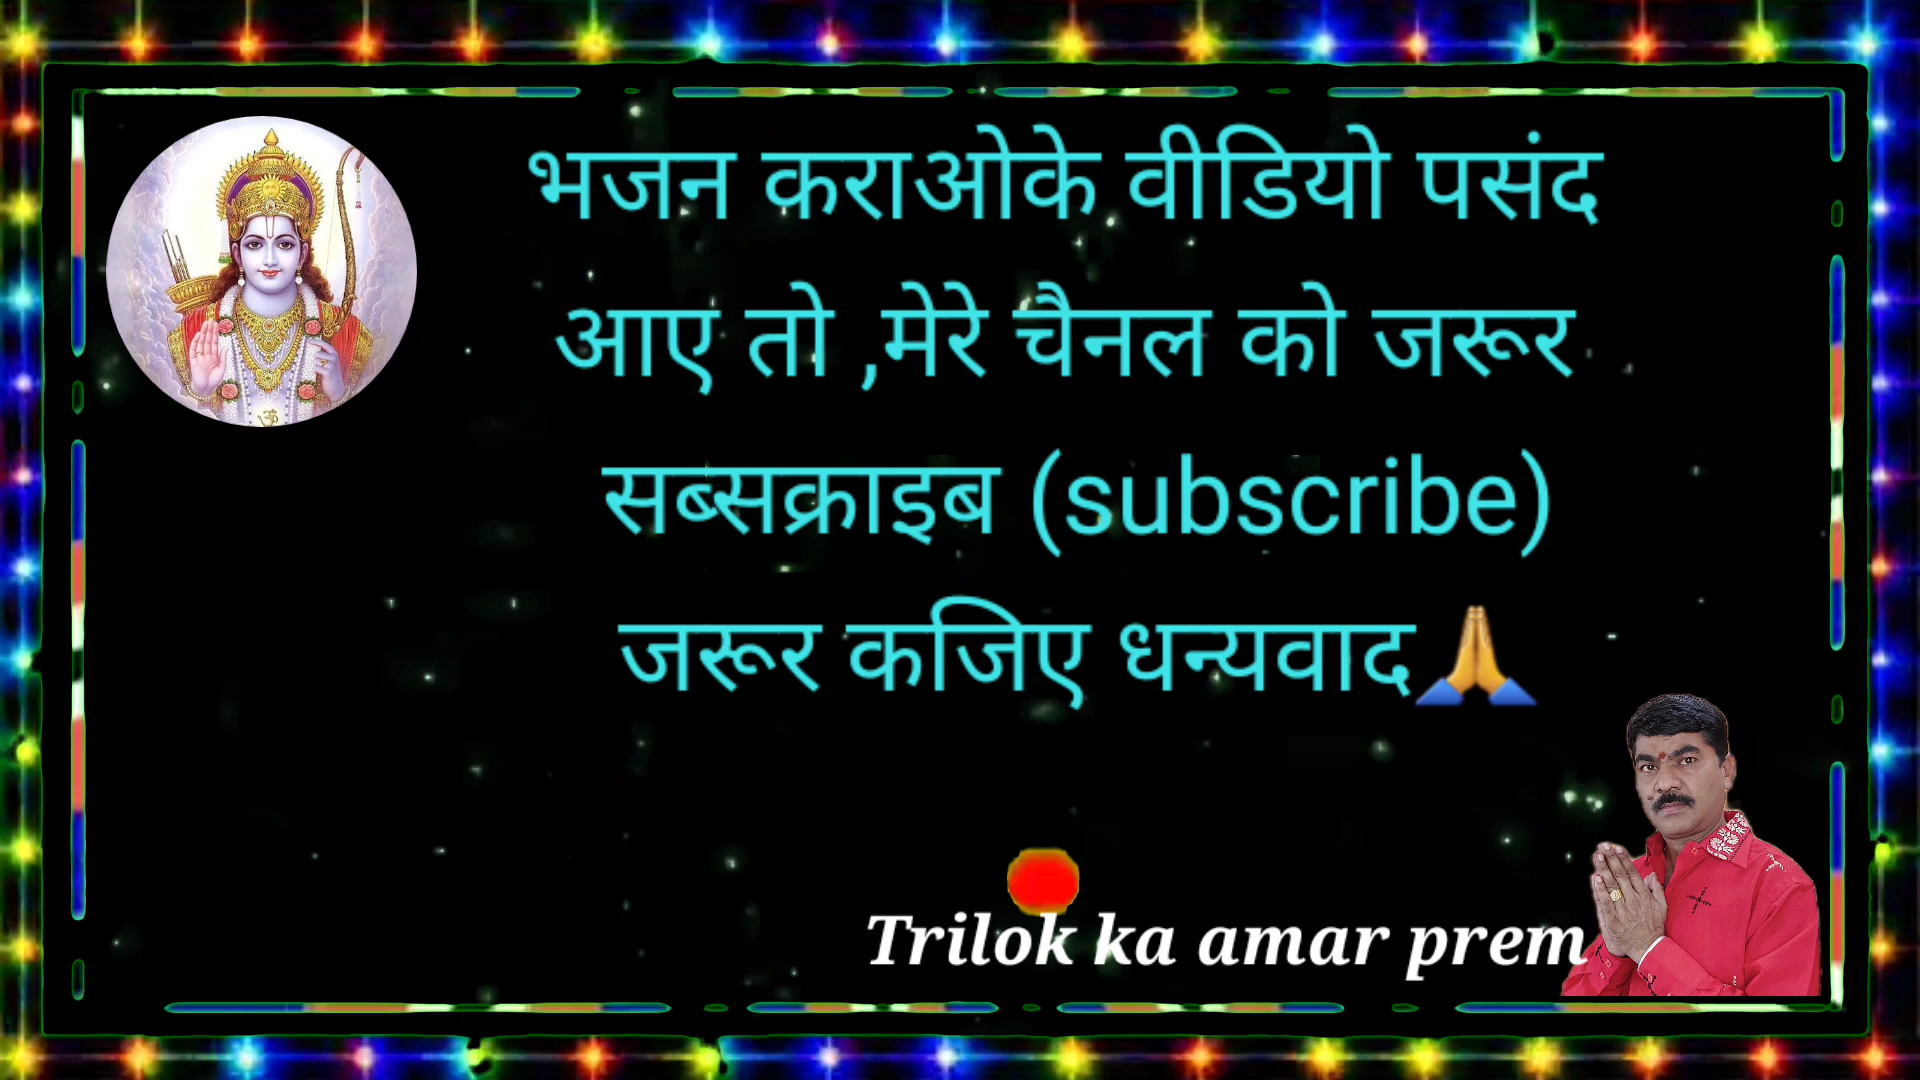 भजन कराओके वीडियो पसंद
आए तो ,मेरे चैनल को जरूर
सब्सक्राइब (subscribe)
जरूर कजिए धन्यवाद🙏
Trilok ka amar prem